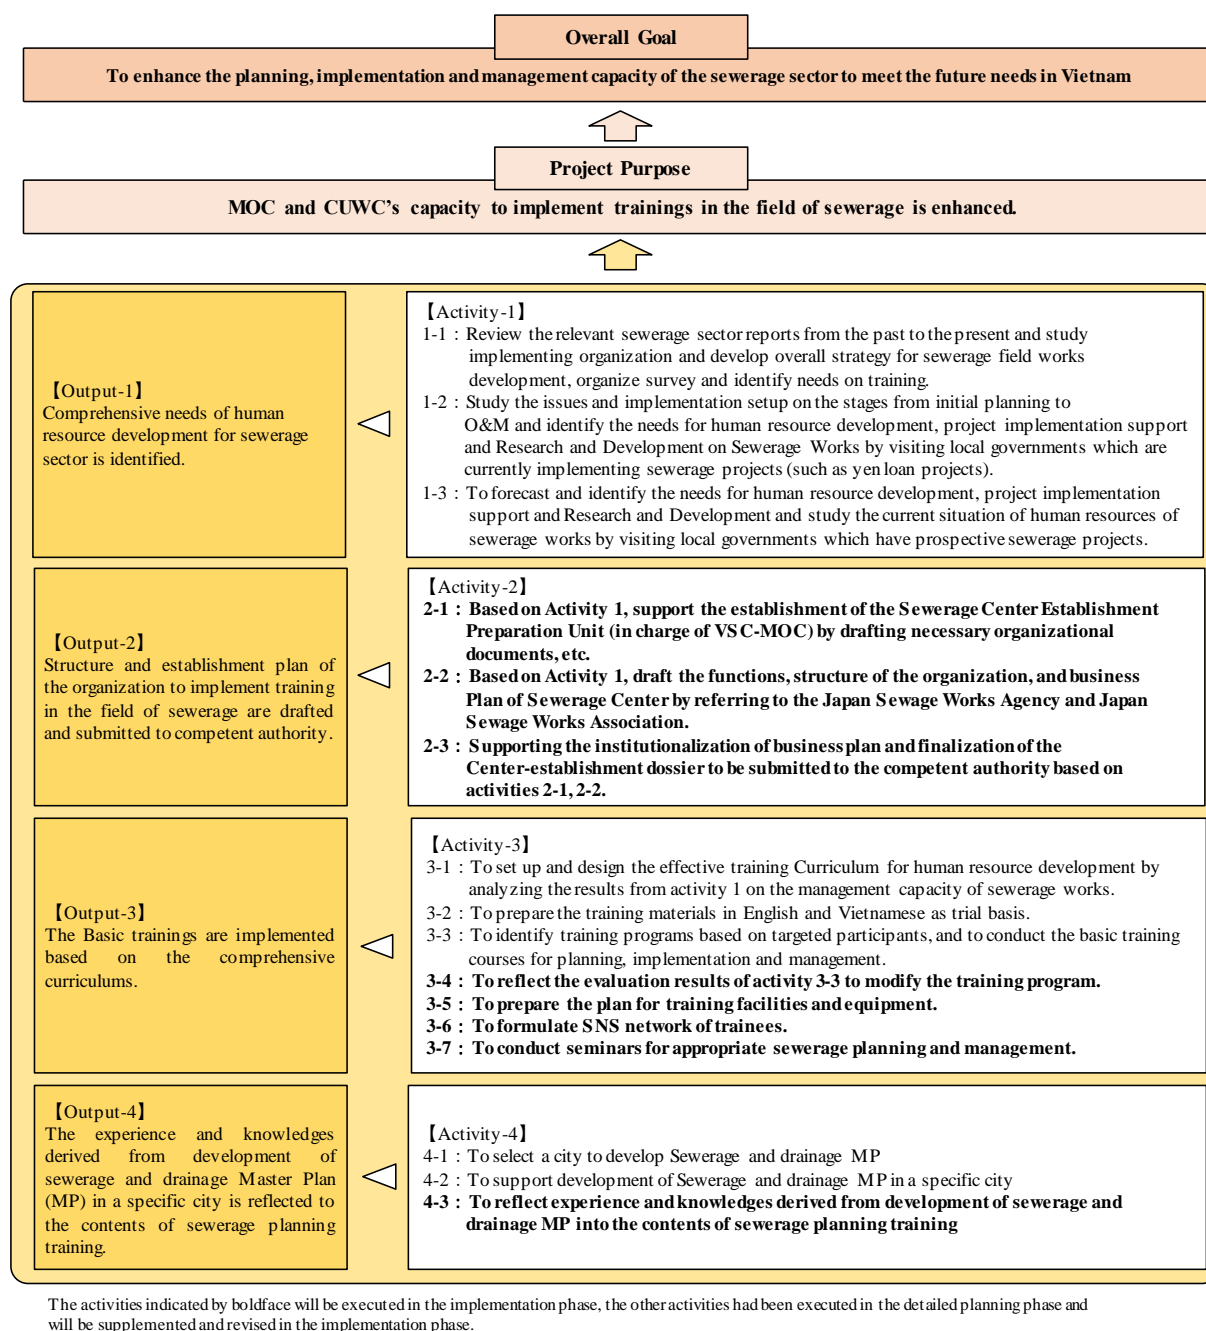 Overall Goal
To enhance the planning, implementation and management capacity of the sewerage sector to meet the future needs in Vietnam
Project Purpose
MOC and CUWC’s capacity to implement trainings in the field of sewerage is enhanced.
【Output-1】
Comprehensive needs of human
resource development for sewerage
sector is identified.
【Activity-1】
1-1：Review the relevant sewerage sector reports from the past to the present and study
implementing organization and develop overall strategy for sewerage field works
development, organize survey and identify needs on training.
1-2：Study the issues and implementation setup on the stages from initial planning to
O&M and identify the needs for human resource development, project implementation support
and Research and Development on Sewerage Works by visiting local governments which are
currently implementing sewerage projects (such as yen loan projects).
1-3：To forecast and identify the needs for human resource development, project implementation
support and Research and Development and study the current situation of human resources of
sewerage works by visiting local governments which have prospective sewerage projects.
【Output-2】
Structure and establishment plan of
the organization to implement training
in the field of sewerage are drafted
and submitted to competent authority.
【Activity-2】
2-1：Based on Activity 1, support the establishment of the Sewerage Center Establishment
Preparation Unit (in charge of VSC-MOC) by drafting necessary organizational
documents, etc.
2-2：Based on Activity 1, draft the functions, structure of the organization, and business
Plan of Sewerage Center by referring to the Japan Sewage Works Agency and Japan
Sewage Works Association.
2-3：Supporting the institutionalization of business plan and finalization of the
Center-establishment dossier to be submitted to the competent authority based on
activities 2-1, 2-2.
【Output-3】
The Basic trainings are implemented
based on the comprehensive
curriculums.
【Activity-3】
3-1：To set up and design the effective training Curriculum for human resource development by
analyzing the results from activity 1 on the management capacity of sewerage works.
3-2：To prepare the training materials in English and Vietnamese as trial basis.
3-3：To identify training programs based on targeted participants, and to conduct the basic training
courses for planning, implementation and management.
3-4：To reflect the evaluation results of activity 3-3 to modify the training program.
3-5：To prepare the plan for training facilities and equipment.
3-6：To formulate SNS network of trainees.
3-7：To conduct seminars for appropriate sewerage planning and management.
【Output-4】
The experience and knowledges
derived from development of
sewerage and drainage Master Plan
(MP) in a specific city is reflected to
the contents of sewerage planning
training.
【Activity-4】
4-1：To select a city to develop Sewerage and drainage MP
4-2：To support development of Sewerage and drainage MP in a specific city
4-3：To reflect experience and knowledges derived from development of sewerage and
drainage MP into the contents of sewerage planning training
The activities indicated by boldface will be executed in the implementation phase, the other activities had been executed in the detailed planning phase and
will be supplemented and revised in the implementation phase.